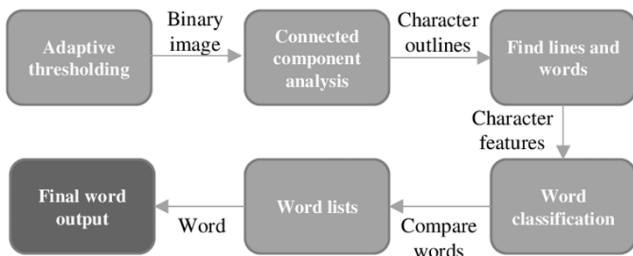 Adaptive
thresholding
Binary
image
Connected
component
analysis
Character
outlines
Find lines and
words
Character
features
Word
classification
Compare
words
Word lists
Word
Final word
output